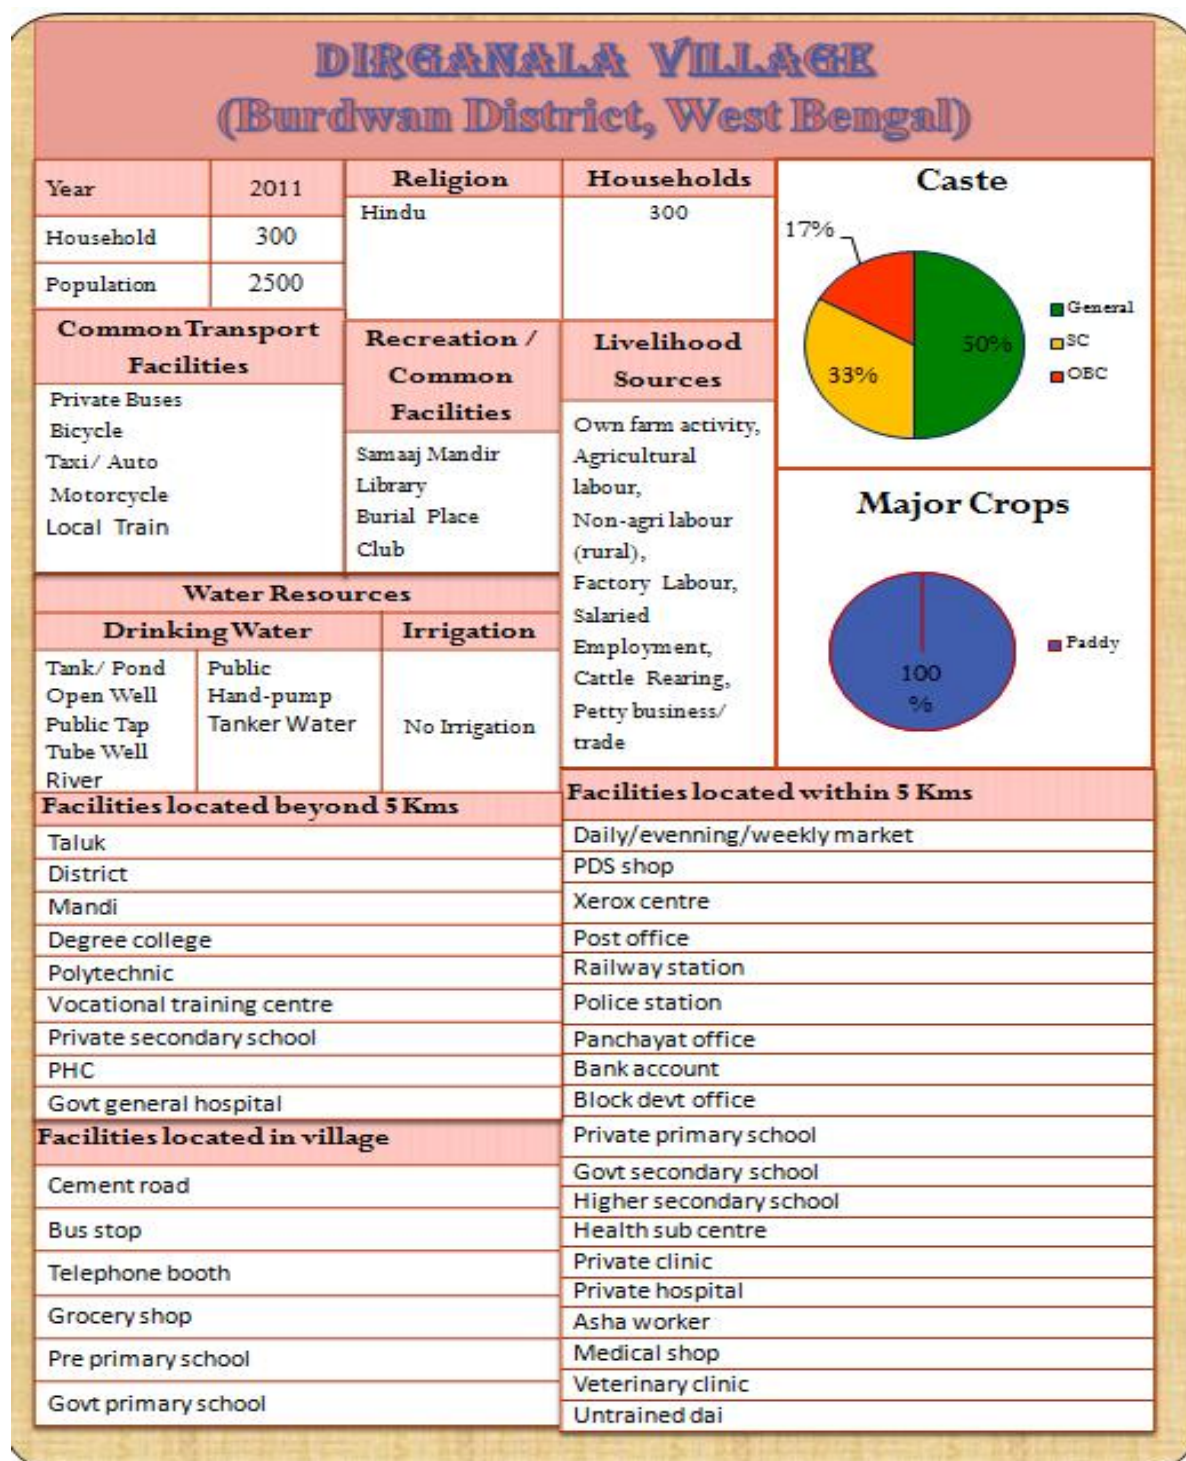 DIRGANALA VILLAGE
(Burdwan District, West Bengal)
Year 2011
Household 300
Population 2500
Religion
Hindu
Households
300
Caste
17%
50%
33%
General
SC
OBC
Common Transport
Facilities
Private Buses
Bicycle
Taxi/ Auto
Motorcycle
Local Train
Recreation /
Common
Facilities
Samaaj Mandir
Library
Burial Place
Club
Livelihood
Sources
Own farm activity,
Agricultural
labour,
Non-agri labour
(rural),
Factory Labour,
Salaried
Employment,
Cattle Rearing,
Petty business/
trade
Major Crops
100
%
Paddy
Water Resources
Drinking Water
Tank/ Pond
Open Well
Public Tap
Tube Well
River
Public
Hand-pump
Tanker Water
Irrigation
No Irrigation
Facilities located beyond 5 Kms
Taluk
District
Mandi
Degree college
Polytechnic
Vocational training centre
Private secondary school
PHC
Govt general hospital
Facilities located in village
Cement road
Bus stop
Telephone booth
Grocery shop
Pre primary school
Govt primary school
Facilities located within 5 Kms
Daily/evenning/weekly market
PDS shop
Xerox centre
Post office
Railway station
Police station
Panchayat office
Bank account
Block devt office
Private primary school
Govt secondary school
Higher secondary school
Health sub centre
Private clinic
Private hospital
Asha worker
Medical shop
Veterinary clinic
Untrained dai